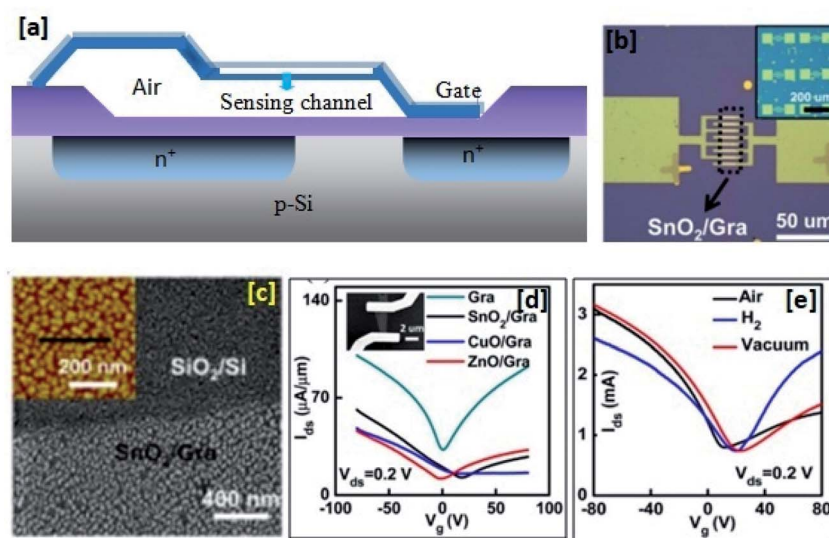 [a]
Air
Sensing channel
Gate
n+
n+
p-Si
[b]
200 um
SnO2/Gra
50 um
[c]
200 nm
SiO2/Si
SnO2/Gra
400 nm
[d]
140
70
0
Ids (μA/μm)
Gra
SnO2/Gra
CuO/Gra
ZnO/Gra
2 um
Vds=0.2 V
-100 -50 0 50 100
Vg (V)
[e]
3
2
1
0
Ids (mA)
Air
H2
Vacuum
Vds=0.2 V
-80 -40 0 40 80
Vg (V)